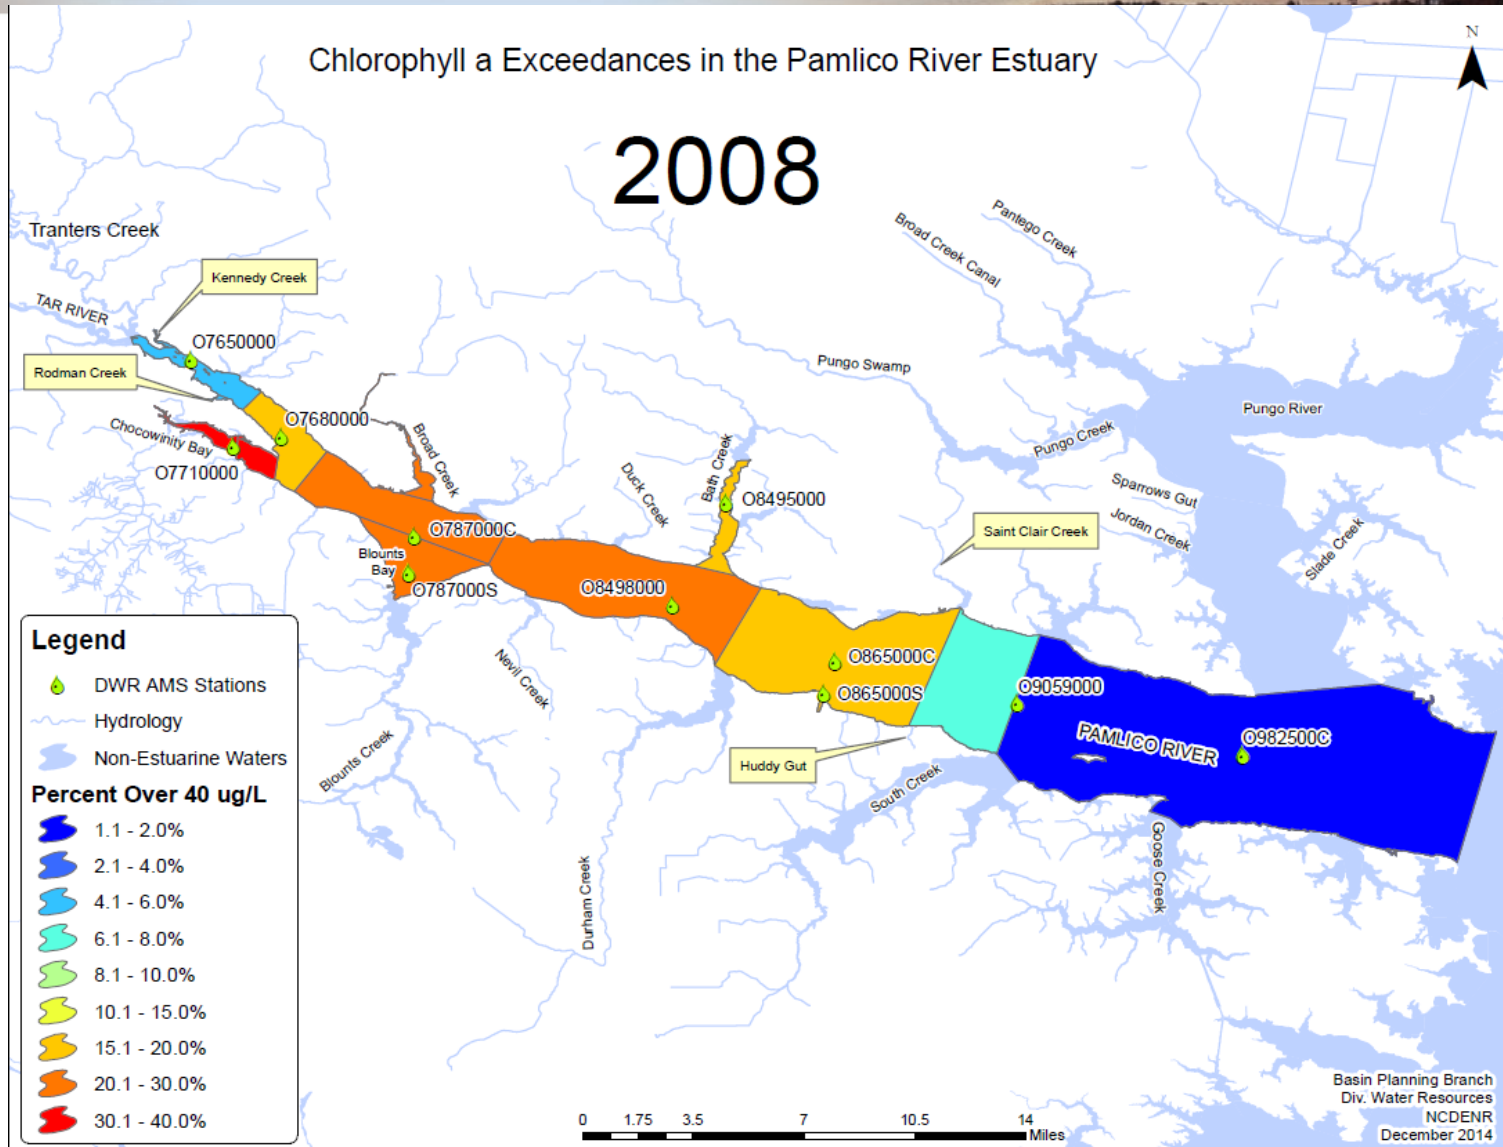 Chlorophyll a Exceedances in the Pamlico River Estuary
2008
N
Tranters Creek
Kennedy Creek
TAR RIVER
O7650000
Rodman Creek
O7680000
Chocowinity Bay
O7710000
Broad Creek
O787000C
Blounts
Bay
O787000S
Duck Creek
Bath Creek
O8495000
O8498000
Pantego Creek
Broad Creek Canal
Pungo Swamp
Pungo River
Pungo Creek
Sparrows Gut
Jordan Creek
Slade Creek
Saint Clair Creek
O865000C
O865000S
O9059000
PAMLICO RIVER
O982500C
Huddy Gut
South Creek
Goose Creek
Nevil Creek
Blounts Creek
Durham Creek
Legend
DWR AMS Stations
Hydrology
Non-Estuarine Waters
Percent Over 40 ug/L
1.1 - 2.0%
2.1 - 4.0%
4.1 - 6.0%
6.1 - 8.0%
8.1 - 10.0%
10.1 - 15.0%
15.1 - 20.0%
20.1 - 30.0%
30.1 - 40.0%
0 1.75 3.5 7 10.5 14
Miles
Basin Planning Branch
Div. Water Resources
NCDENR
December 2014